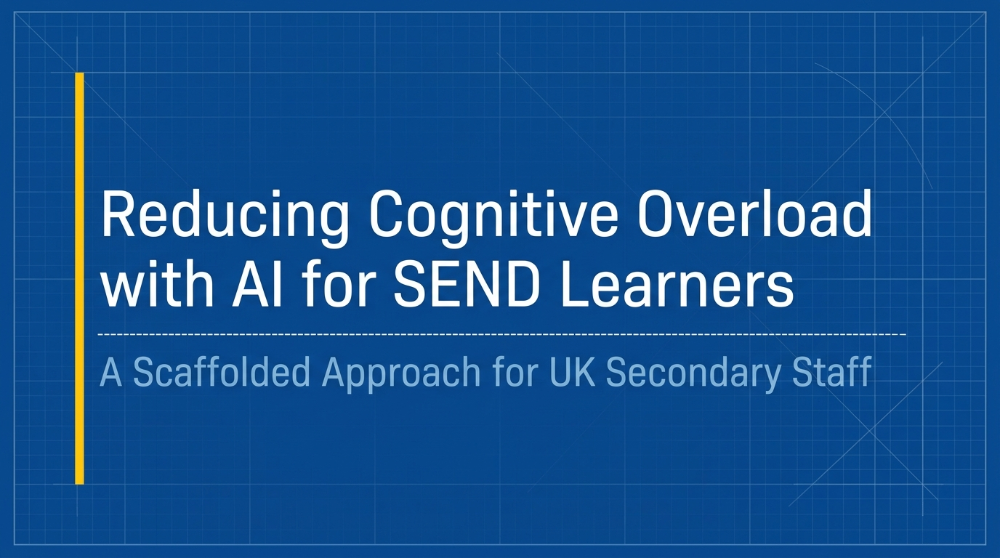 Reducing Cognitive Overload
with AI for SEND Learners
A Scaffolded Approach for UK Secondary Staff